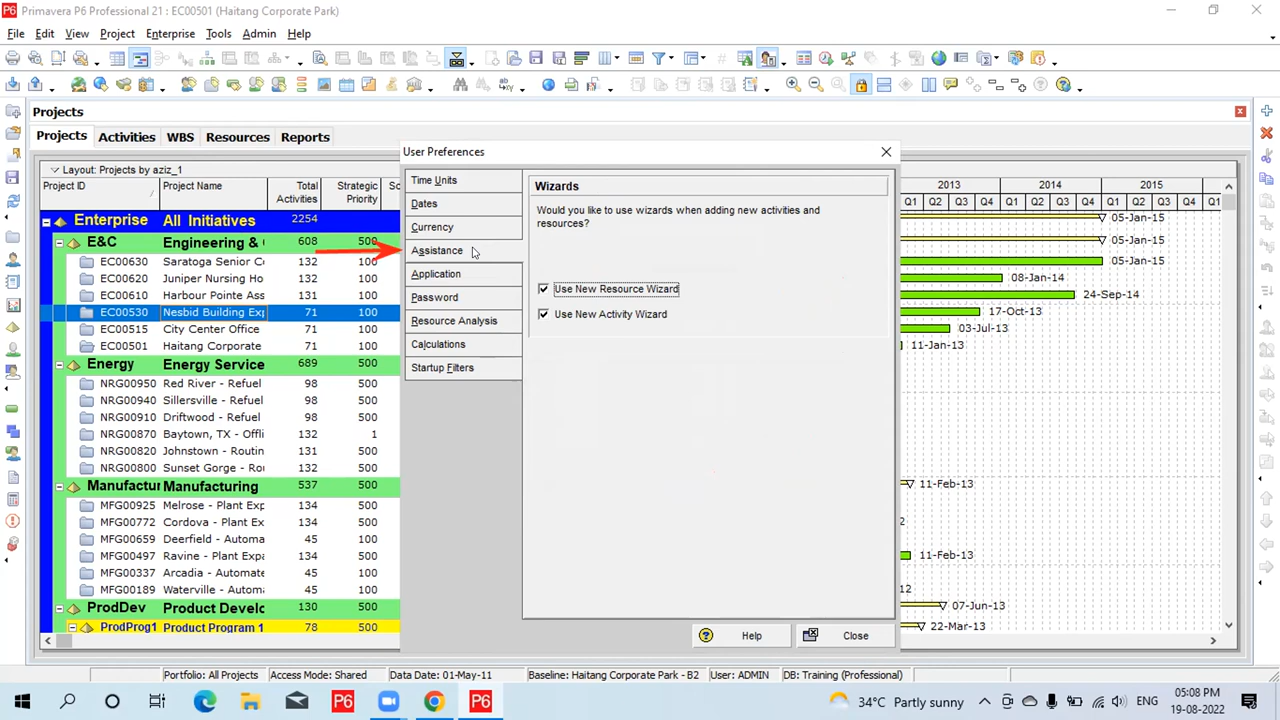 Primavera P6 Professional 21 : EC00501 (Haitang Corporate Park)
File Edit View Project Enterprise Tools Admin Help
Projects
Projects Activities WBS Resources Reports
Layout: Projects by aziz_1
Project ID Project Name Total Activities Strategic Priority
Enterprise All Initiatives 2254
E&C Engineering & 608 500
EC00630 Saratoga Senior C 132 100
EC00620 Juniper Nursing Ho 132 100
EC00610 Harbour Pointe Ass 131 100
EC00530 Nesbid Building Exp 71 100
EC00515 City Center Office 71 100
EC00501 Haitang Corporate 71 100
Energy Energy Service 689 500
NRG00950 Red River - Refuel 98 500
NRG00940 Sillersville - Refuel 98 500
NRG00910 Driftwood - Refuel 98 500
NRG00870 Baytown, TX - Offli 132 1
NRG00820 Johnstown - Routin 131 500
NRG00800 Sunset Gorge - Ro 132 500
Manufactur Manufacturing 537 500
MFG00925 Melrose - Plant Exp 134 500
MFG00772 Cordova - Plant Ex 134 500
MFG00659 Deerfield - Automa 45 100
MFG00497 Ravine - Plant Expa 134 500
MFG00373 Arcadia - Automate 45 100
MFG00189 Waterville - Autom 45 100
ProdDev Product Develo 130 500
ProdProg1 Product Program 1 78 500
User Preferences
Time Units
Dates
Currency
Assistance
Application
Password
Resource Analysis
Calculations
Startup Filters
Wizards
Would you like to use wizards when adding new activities and
resources?
Use New Resource Wizard
Use New Activity Wizard
Help Close
2013 2014 2015
Q1 Q2 Q3 Q4 Q1 Q2 Q3 Q4 Q1 Q2 Q3 Q4 Q1
05-Jan-15
05-Jan-15
05-Jan-15
08-Jan-14
24-Sep-14
17-Oct-13
03-Jul-13
11-Jan-13
11-Feb-13
11-Feb-13
07-Jun-13
22-Mar-13
Portfolio: All Projects Access Mode: Shared Data Date: 01-May-11 Baseline: Haitang Corporate Park - B2 User: ADMIN DB: Training (Professional)
34°C Partly sunny ENG 05:08 PM
19-08-2022